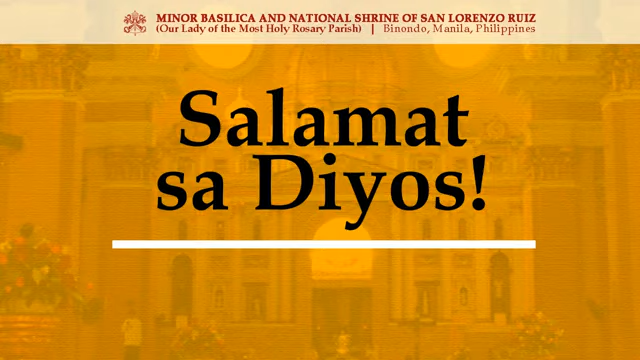 MINOR BASILICA AND NATIONAL SHRINE OF SAN LORENZO RUIZ
(Our Lady of the Most Holy Rosary Parish) | Binondo, Manila, Philippines
Salamat
sa Diyos!